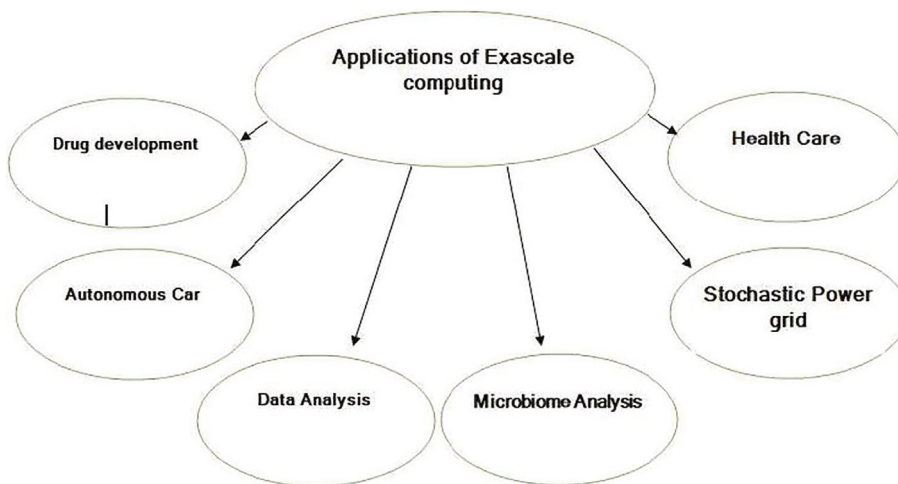 Applications of Exascale
computing
Drug development
Health Care
Autonomous Car
Stochastic Power
grid
Data Analysis
Microbiome Analysis